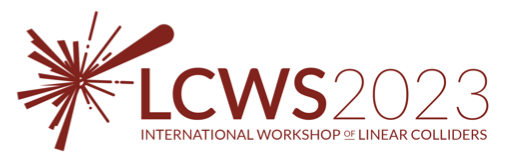 LCWS2023
INTERNATIONAL WORKSHOP OF LINEAR COLLIDERS